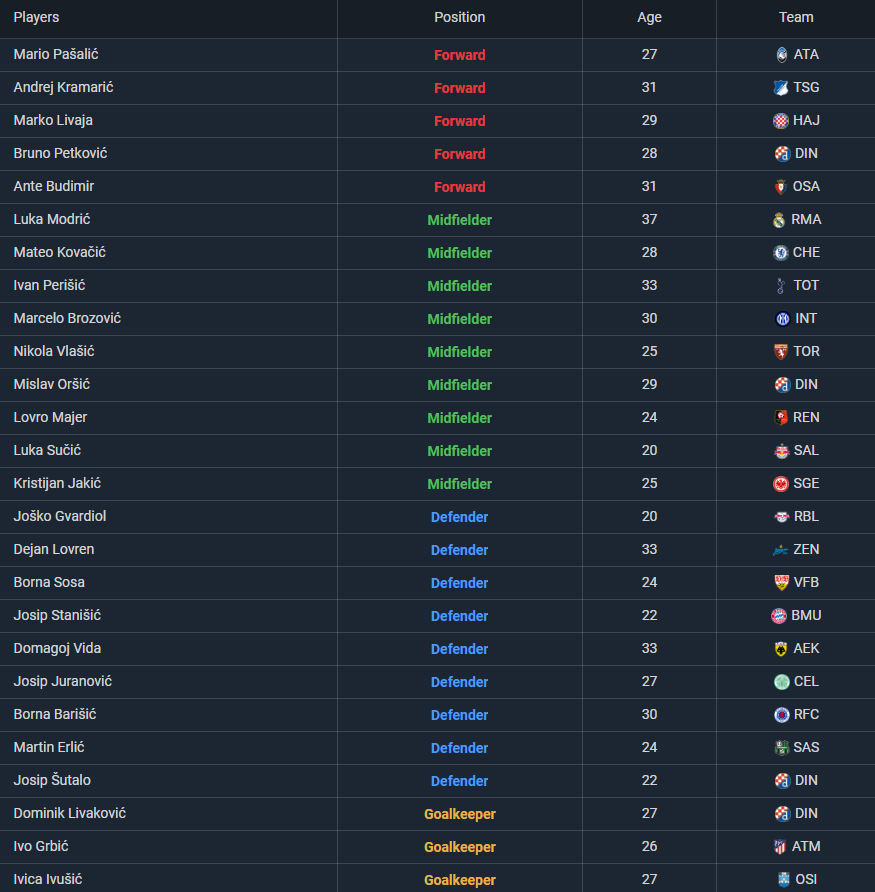 Players Position Age Team
Mario Pašalić Forward 27 ATA
Andrej Kramarić Forward 31 TSG
Marko Livaja Forward 29 HAJ
Bruno Petković Forward 28 DIN
Ante Budimir Forward 31 OSA
Luka Modrić Midfielder 37 RMA
Mateo Kovačić Midfielder 28 CHE
Ivan Perišić Midfielder 33 TOT
Marcelo Brozović Midfielder 30 INT
Nikola Vlašić Midfielder 25 TOR
Mislav Oršić Midfielder 29 DIN
Lovro Majer Midfielder 24 REN
Luka Sučić Midfielder 20 SAL
Kristijan Jakić Midfielder 25 SGE
Joško Gvardiol Defender 20 RBL
Dejan Lovren Defender 33 ZEN
Borna Sosa Defender 24 VFB
Josip Stanišić Defender 22 BMU
Domagoj Vida Defender 33 AEK
Josip Juranović Defender 27 CEL
Borna Barišić Defender 30 RFC
Martin Erlić Defender 24 SAS
Josip Šutalo Defender 22 DIN
Dominik Livaković Goalkeeper 27 DIN
Ivo Grbić Goalkeeper 26 ATM
Ivica Ivušić Goalkeeper 27 OSI